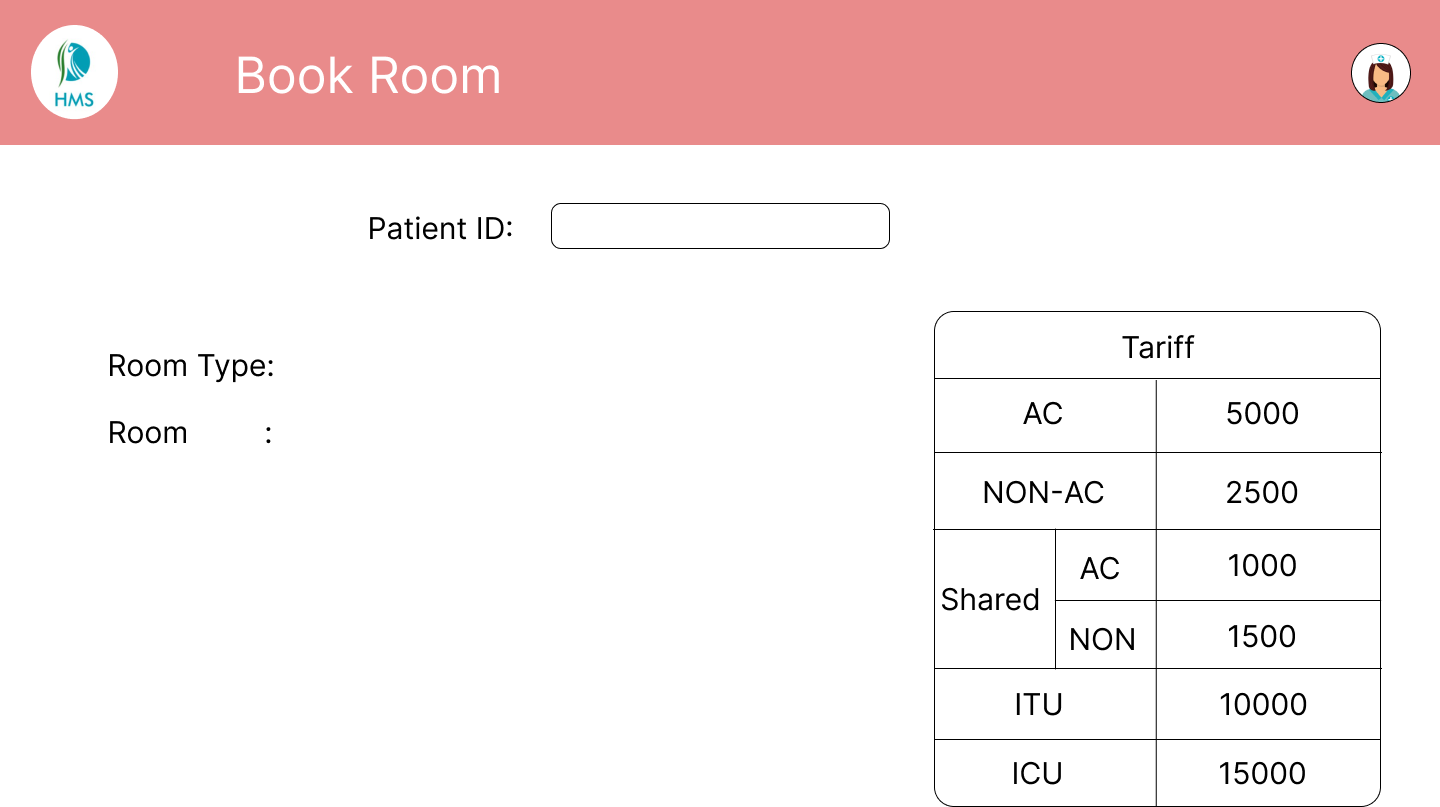 HMS
Book Room
Patient ID:
Room Type:
Room :
Tariff
AC 5000
NON-AC 2500
Shared AC 1000
NON 1500
ITU 10000
ICU 15000